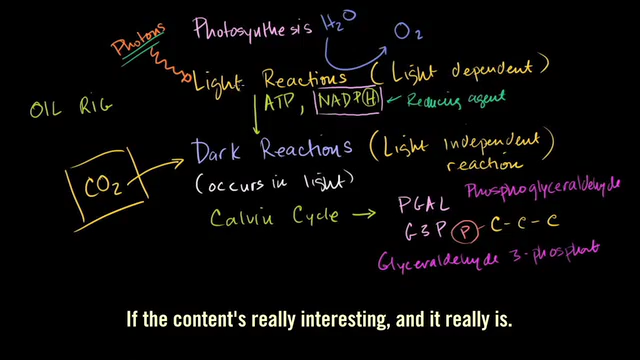 Photons
Photosynthesis H2O O2
Light Reactions (Light dependent)
ATP, NADPH ← Reducing agent
OIL RIG
Dark Reactions (Light independent reaction)
CO2
(occurs in light)
Phosphoglyceraldehyde
Calvin Cycle → PGAL
G3P P-C-C-C
Glyceraldehyde 3-phosphat
If the content's really interesting, and it really is.